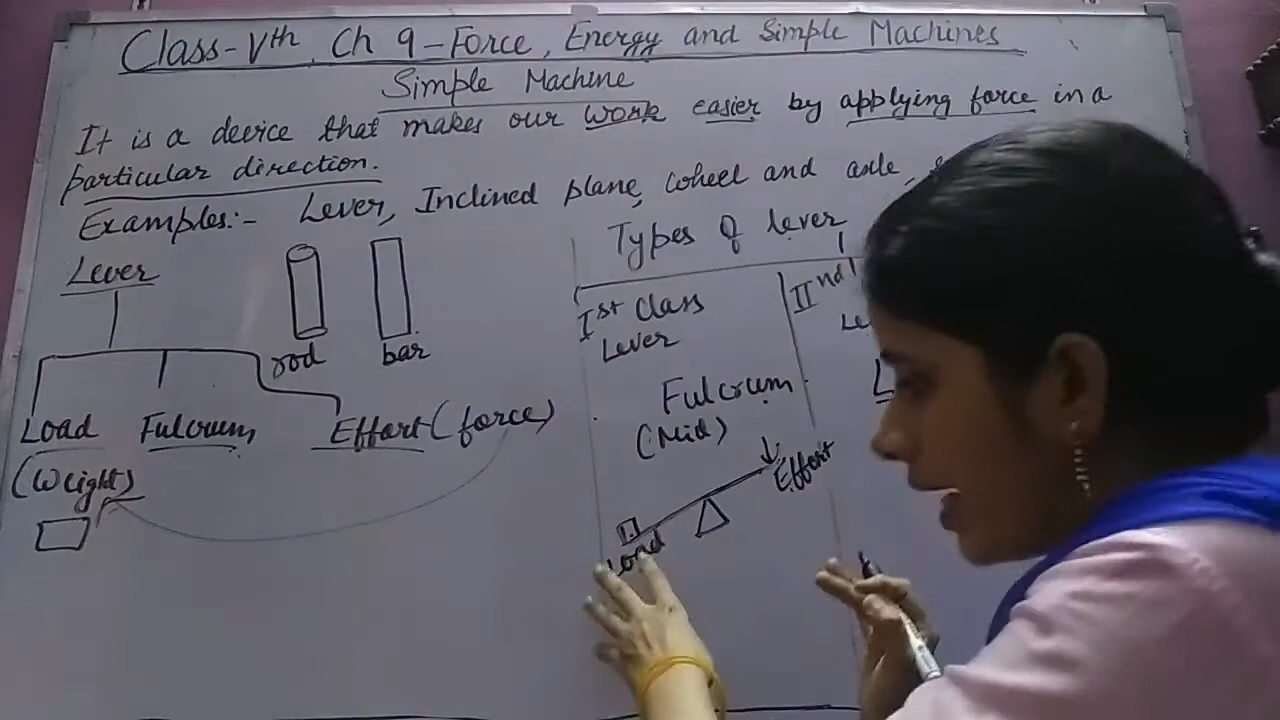 Class-Vth, Ch 9-Force, Energy and Simple Machines
Simple Machine
It is a device that makes our work easier by applying force in a
particular direction.
Examples:- Lever, Inclined plane, wheel and axle,
Lever
rod
bar
Load
Fulcrum,
Effort (force)
(Weight)
Types of lever
Ist Class
Lever
IInd
Le
Fulcrum
(Mid)
Effort
Load
L